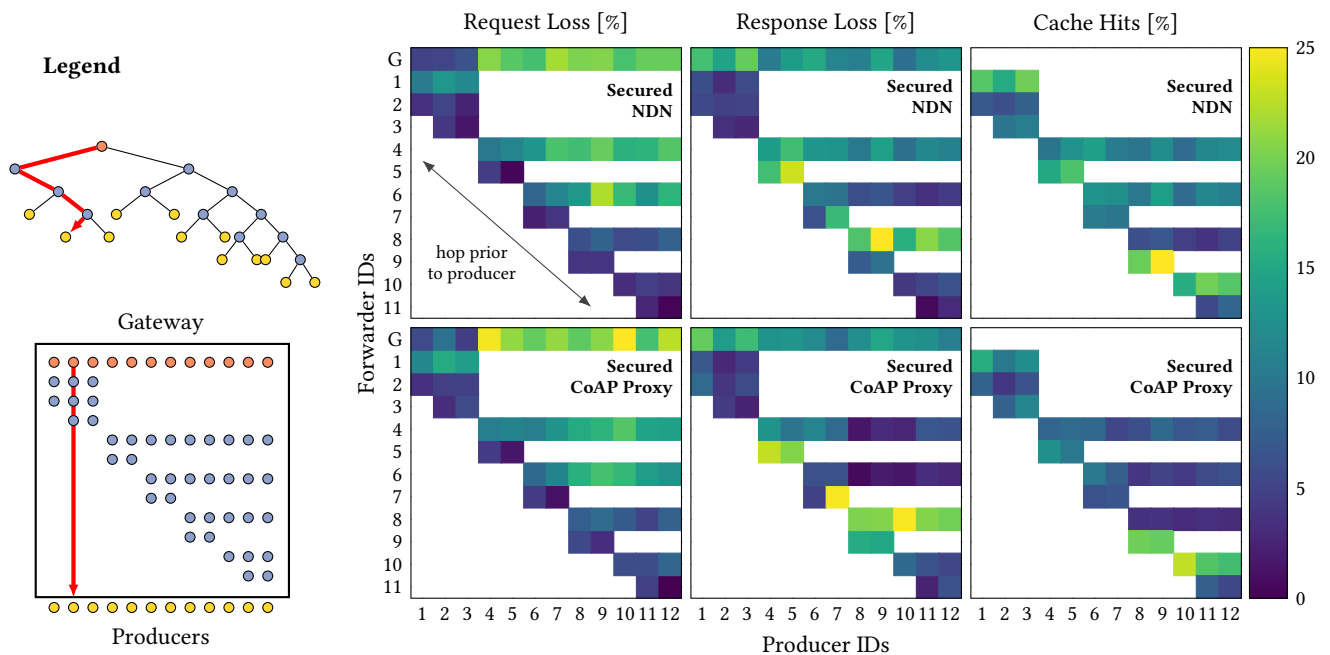 Legend
Gateway
Producers
Request Loss [%]
Response Loss [%]
Cache Hits [%]
Forwarder IDs
G
1
2
3
4
5
6
7
8
9
10
11
Secured
NDN
hop prior
to producer
Secured
NDN
Secured
NDN
G
1
2
3
4
5
6
7
8
9
10
11
Secured
CoAP Proxy
Secured
CoAP Proxy
Secured
CoAP Proxy
1 2 3 4 5 6 7 8 9 10 11 12
1 2 3 4 5 6 7 8 9 10 11 12
1 2 3 4 5 6 7 8 9 10 11 12
Producer IDs
25
20
15
10
5
0